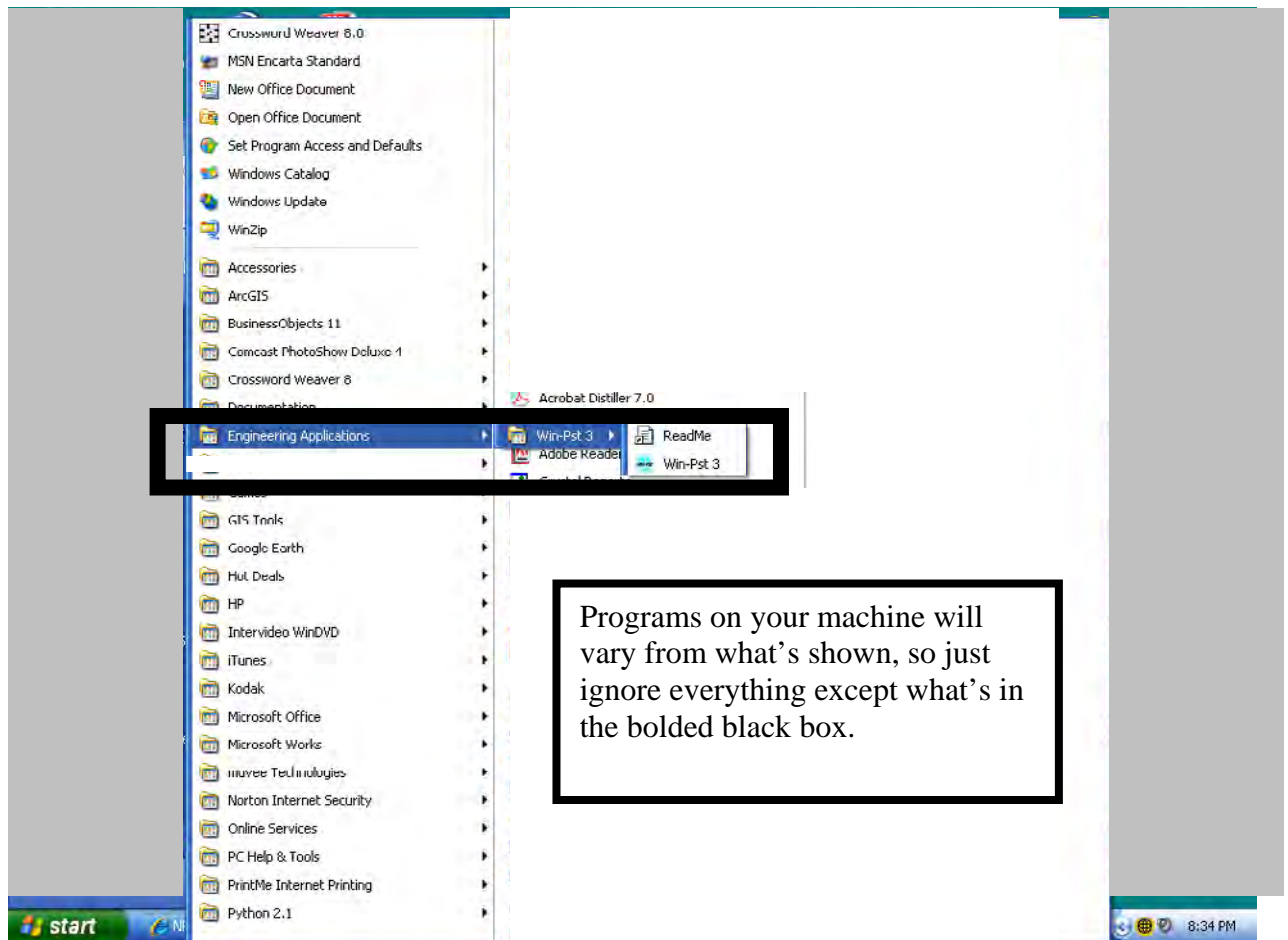 Crossword Weaver 8.0
MSN Encarta Standard
New Office Document
Open Office Document
Set Program Access and Defaults
Windows Catalog
Windows Update
WinZip
Accessories
ArcGIS
BusinessObjects 11
Comcast PhotoShow Deluxe 4
Crossword Weaver 8
Documentation
Acrobat Distiller 7.0
Engineering Applications
Win-Pst 3
ReadMe
Adobe Reader
Win-Pst 3
Games
GIS Tools
Google Earth
Hot Deals
HP
Intervideo WinDVD
iTunes
Kodak
Microsoft Office
Microsoft Works
muvee Technologies
Norton Internet Security
Online Services
PC Help & Tools
PrintMe Internet Printing
Python 2.1
Programs on your machine will
vary from what’s shown, so just
ignore everything except what’s in
the bolded black box.
start
8:34 PM